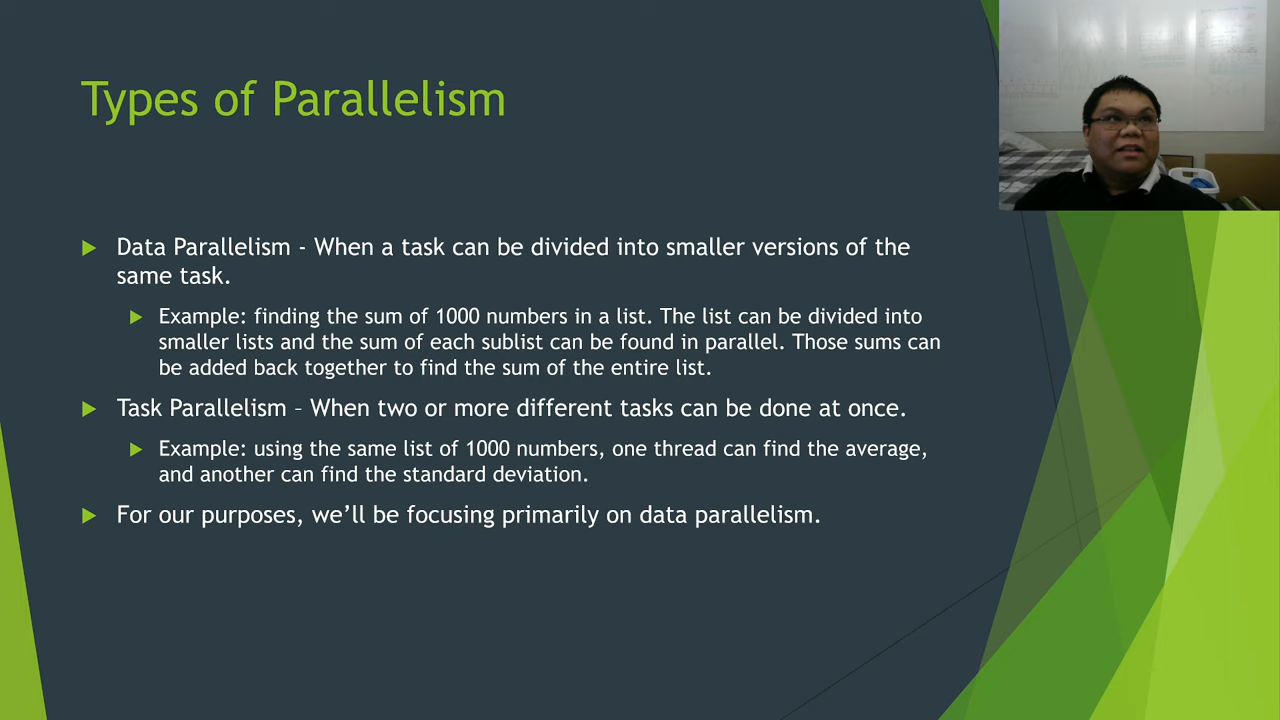 Types of Parallelism
Data Parallelism - When a task can be divided into smaller versions of the
same task.
Example: finding the sum of 1000 numbers in a list. The list can be divided into
smaller lists and the sum of each sublist can be found in parallel. Those sums can
be added back together to find the sum of the entire list.
Task Parallelism – When two or more different tasks can be done at once.
Example: using the same list of 1000 numbers, one thread can find the average,
and another can find the standard deviation.
For our purposes, we’ll be focusing primarily on data parallelism.